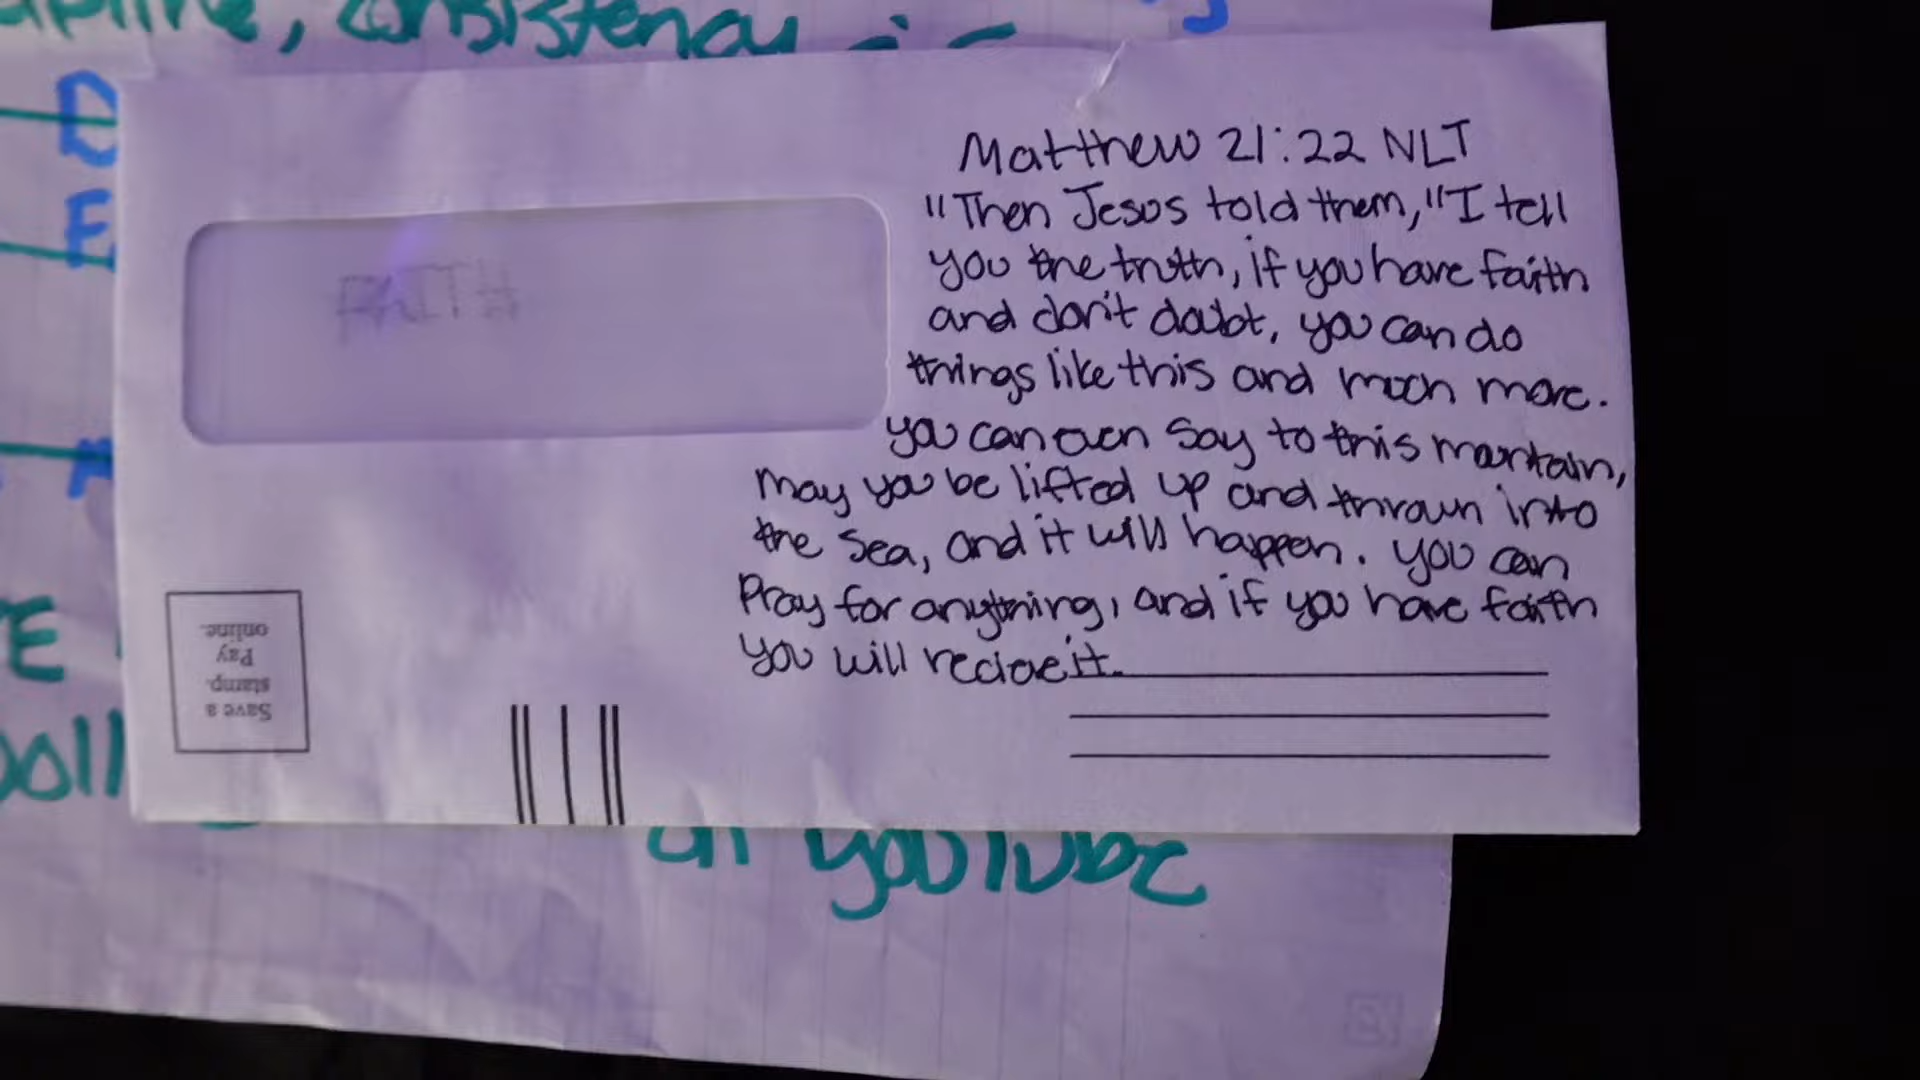 consistency
D
E
Matthew 21:22 NLT
"Then Jesus told them, "I tell
you the truth, if you have faith
and don't doubt, you can do
things like this and much more.
you can even say to this mountain,
May you be lifted up and thrown into
the sea, and it will happen. you can
Pray for anything, and if you have faith
you will recieve it.
FAITH
Save a
stamp.
Pay
online.
YouTube